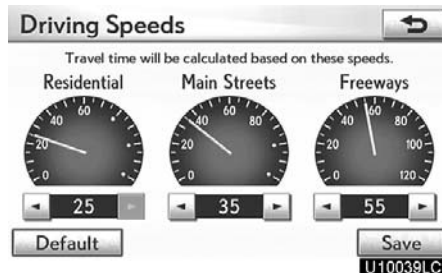 Driving Speeds
Travel time will be calculated based on these speeds.
Residential Main Streets Freeways
0 20 40 60
0 20 40 60 80
0 20 40 60 80 100 120
25 35 55
Default Save
U10039LC